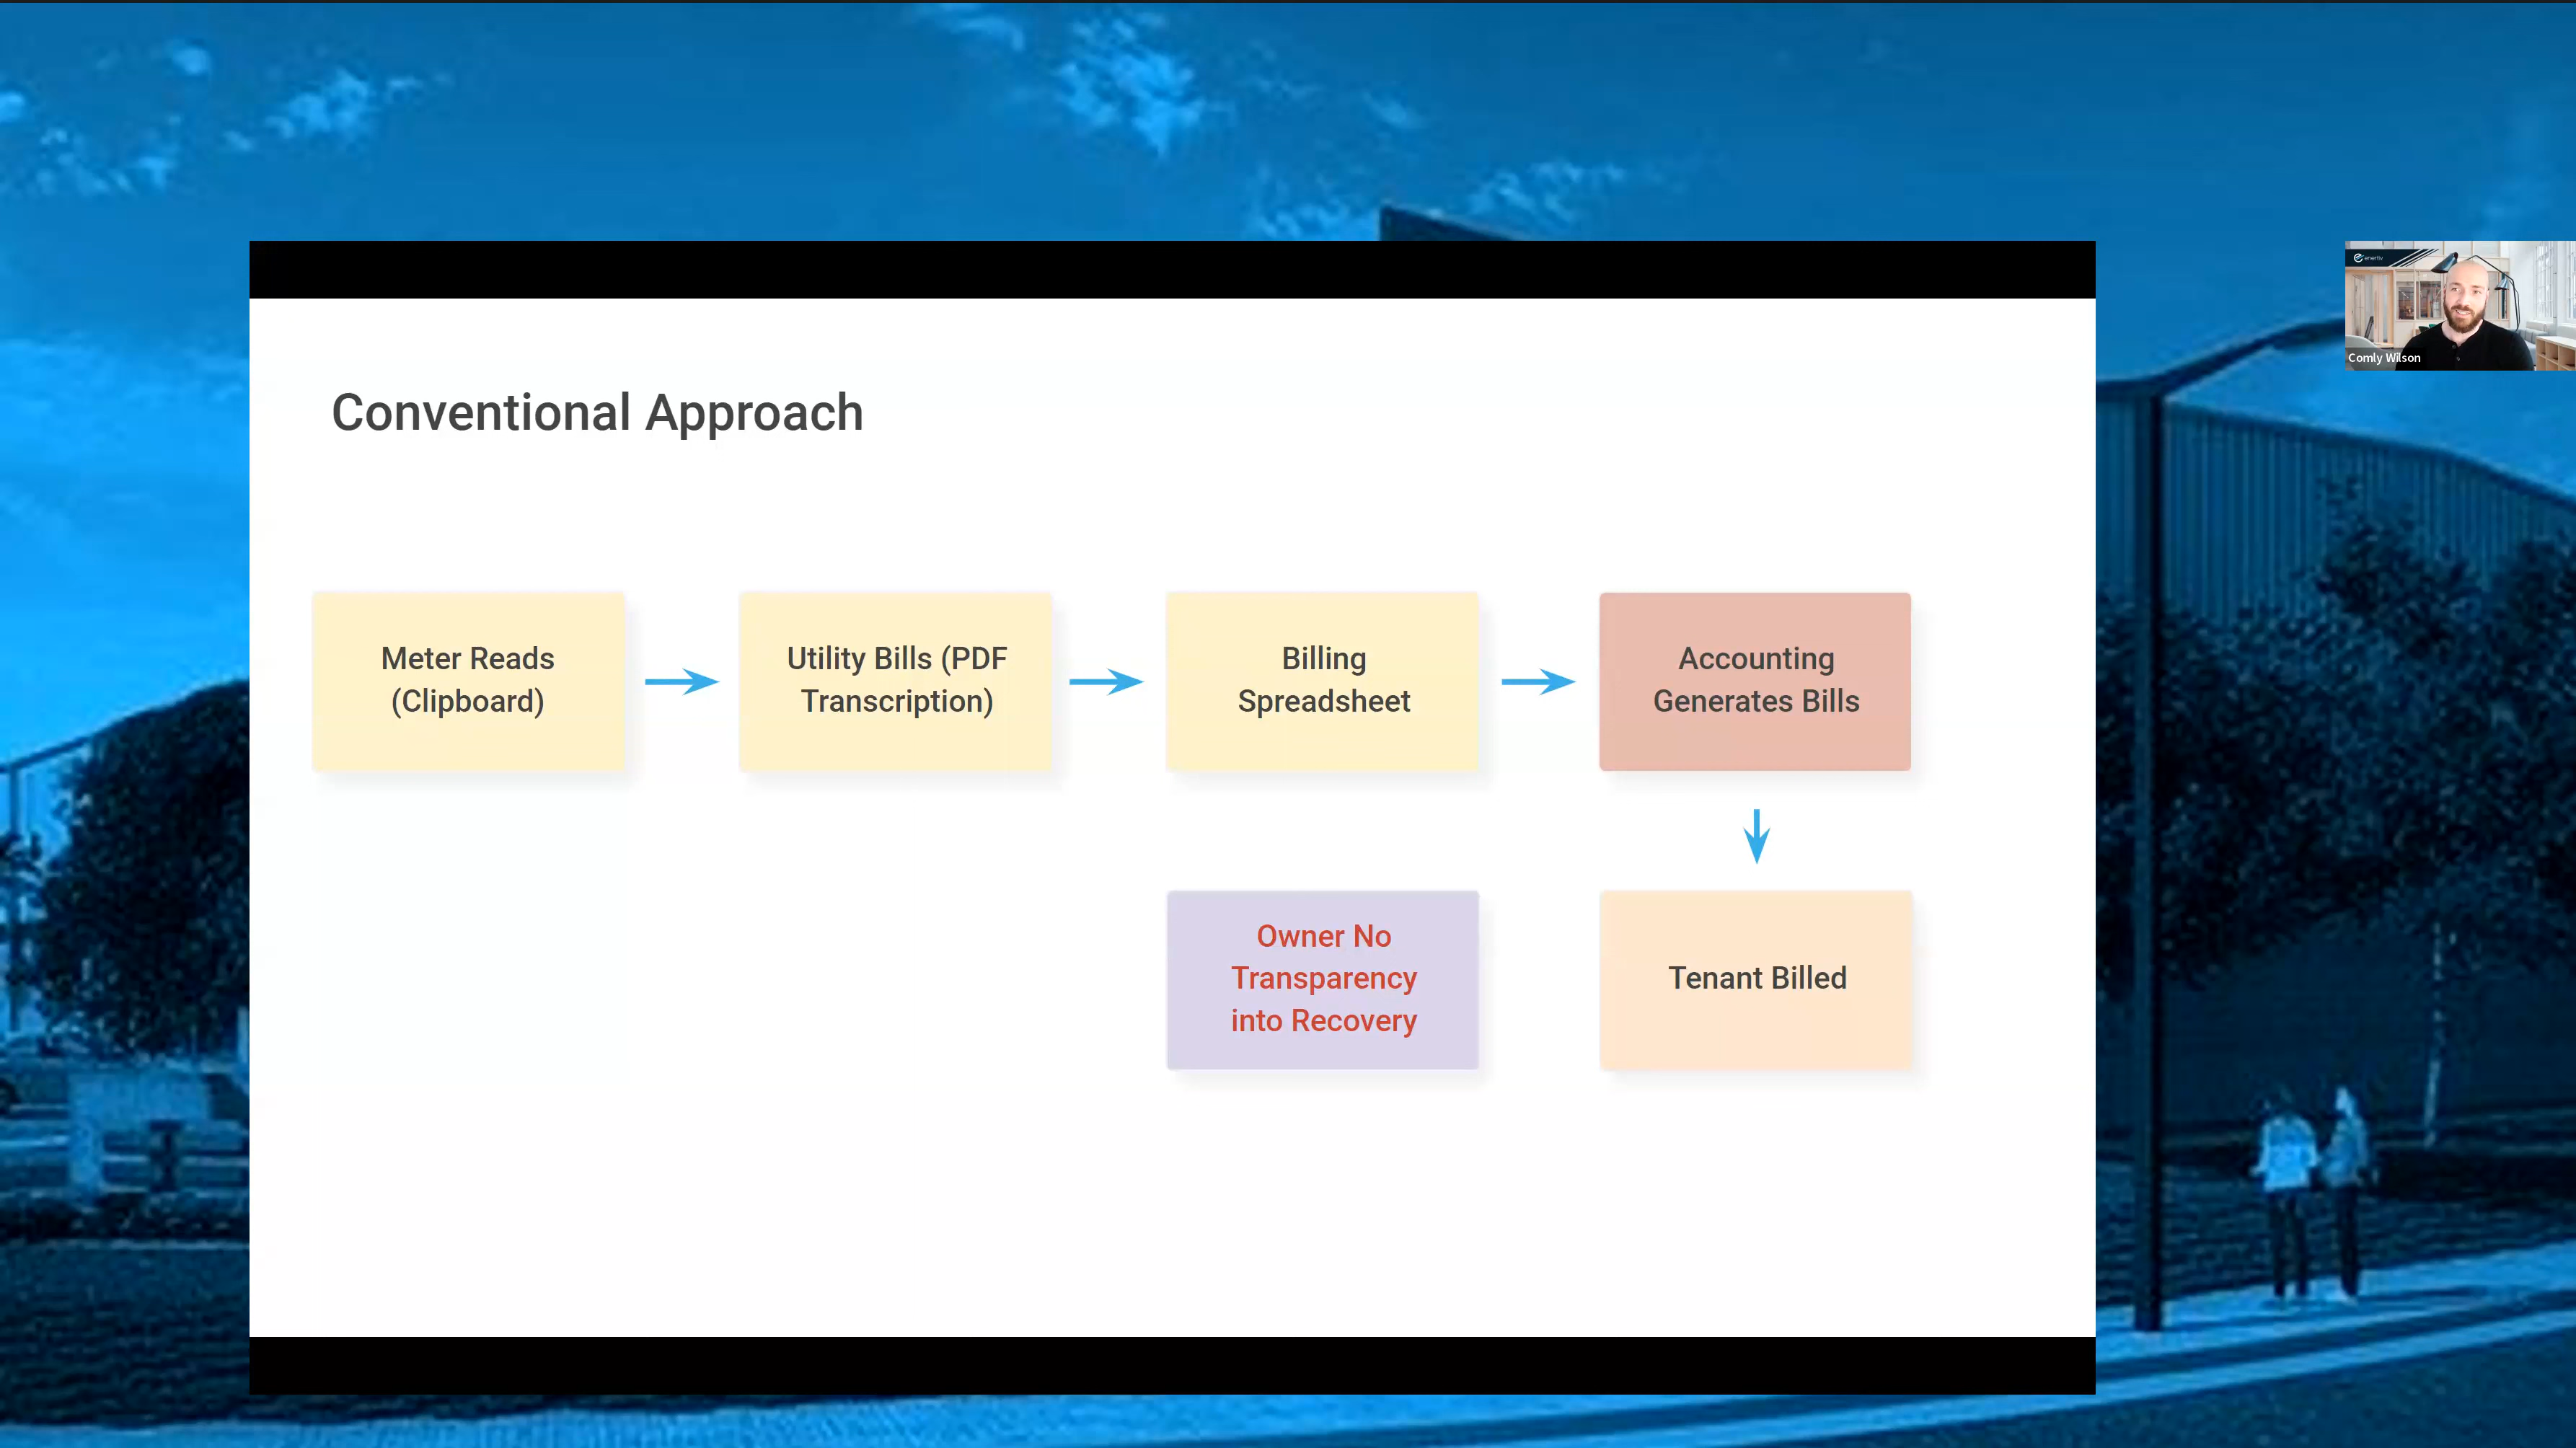 enertiv
Comly Wilson
Conventional Approach
Meter Reads
(Clipboard)
Utility Bills (PDF
Transcription)
Billing
Spreadsheet
Accounting
Generates Bills
Owner No
Transparency
into Recovery
Tenant Billed